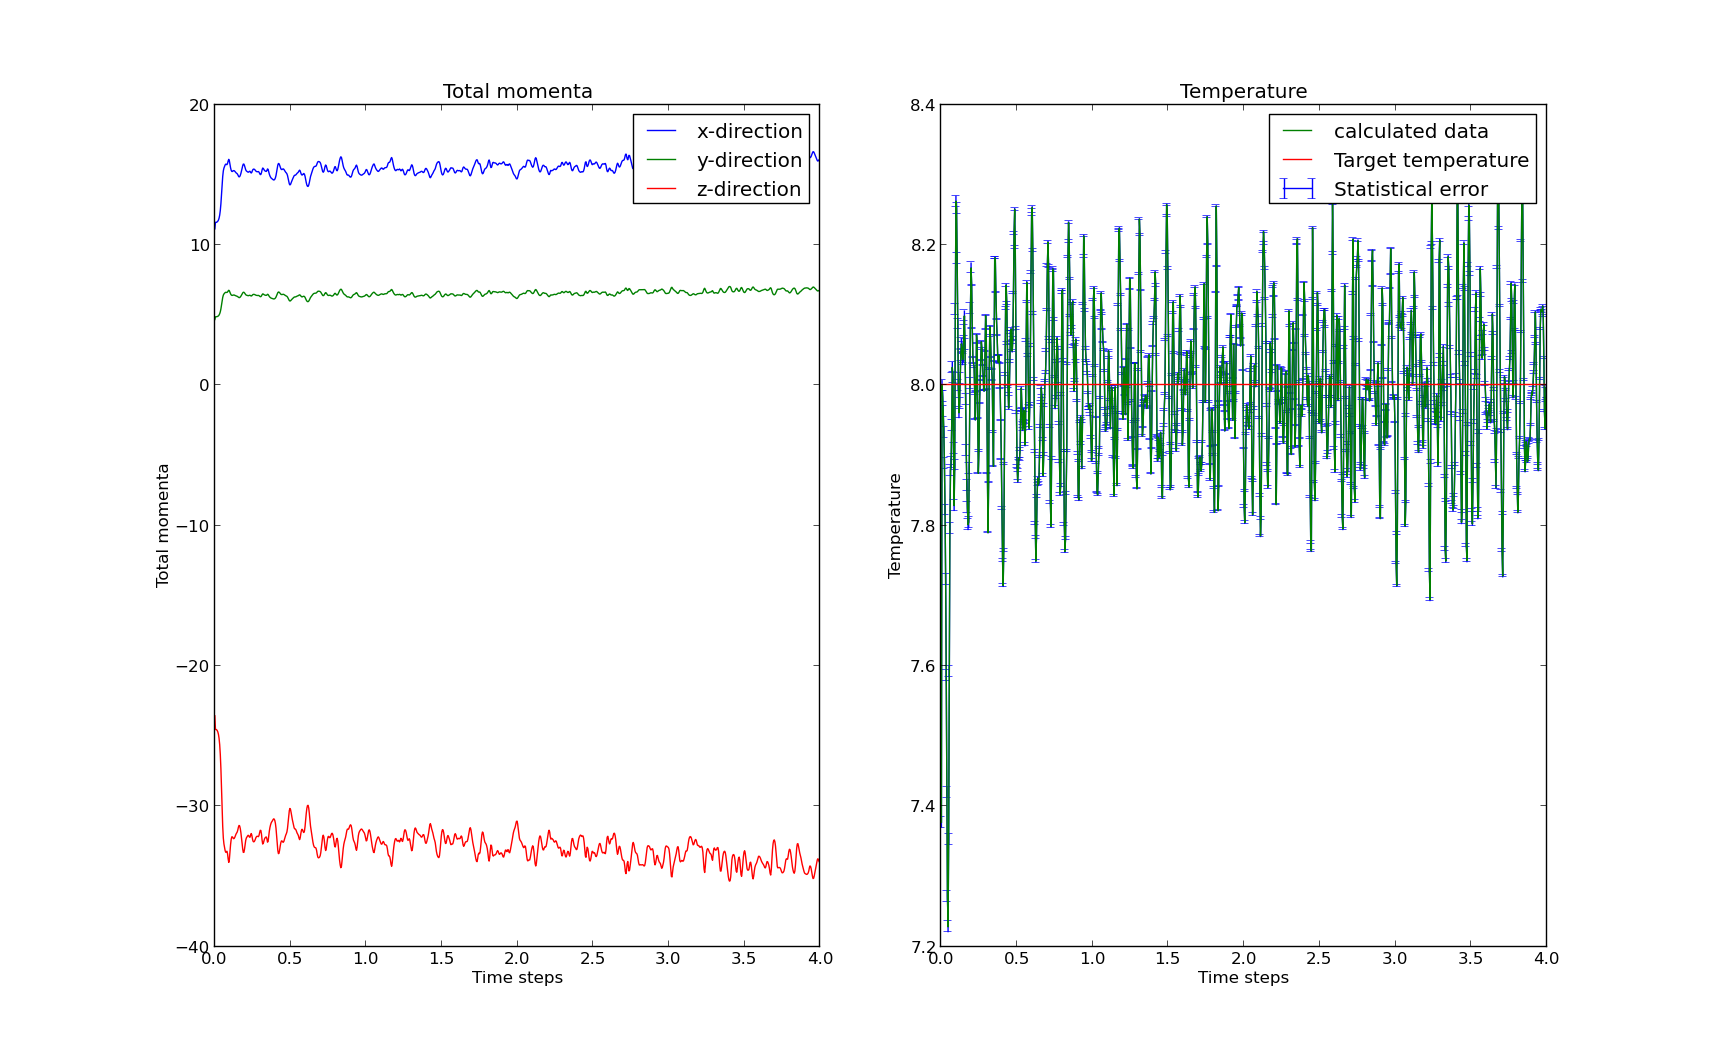 Total momenta
20
10
0
−10
−20
−30
−40
0.0 0.5 1.0 1.5 2.0 2.5 3.0 3.5 4.0
Time steps
Total momenta
x-direction
y-direction
z-direction
Temperature
8.4
8.2
8.0
7.8
7.6
7.4
7.2
0.0 0.5 1.0 1.5 2.0 2.5 3.0 3.5 4.0
Time steps
Temperature
calculated data
Target temperature
Statistical error